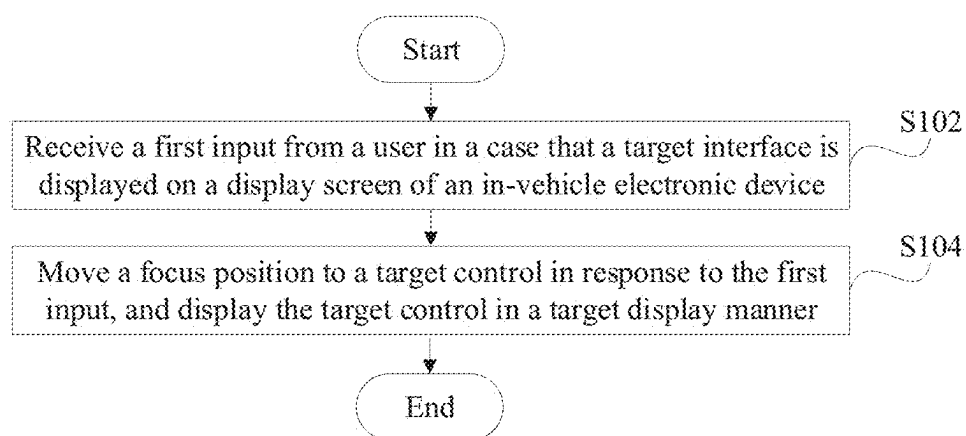 Start
S102
Receive a first input from a user in a case that a target interface is
displayed on a display screen of an in-vehicle electronic device
S104
Move a focus position to a target control in response to the first
input, and display the target control in a target display manner
End